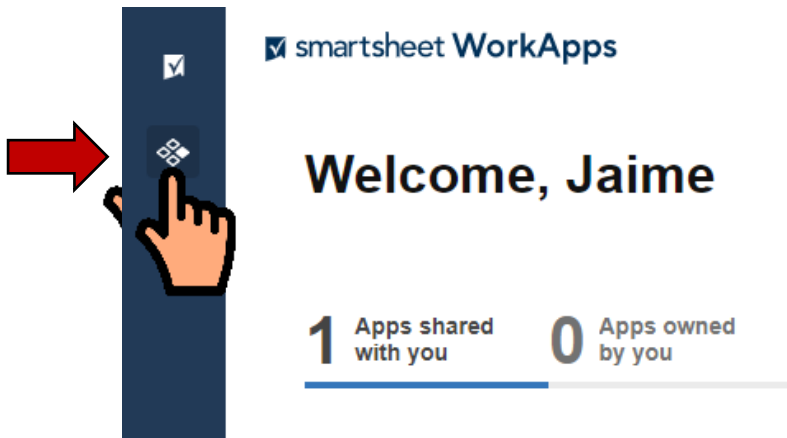 smartsheet WorkApps
Welcome, Jaime
1 Apps shared with you
0 Apps owned by you